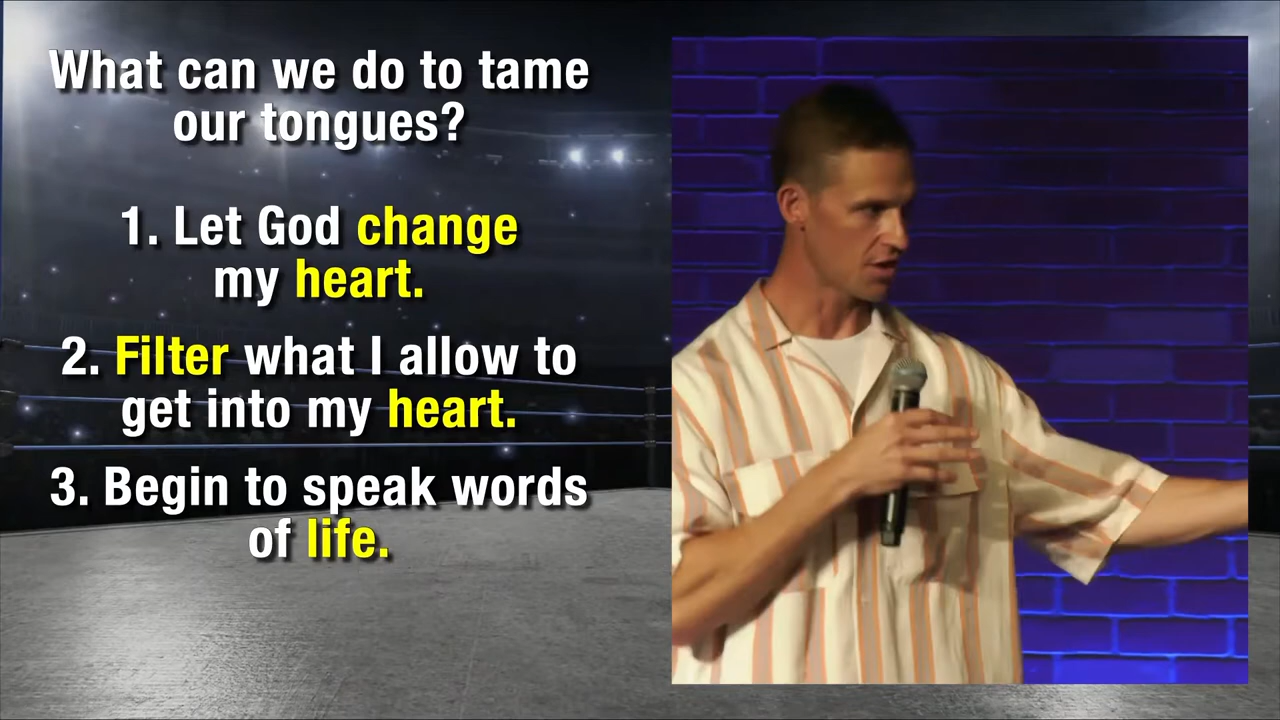 What can we do to tame
our tongues?
1. Let God change
my heart.
2. Filter what I allow to
get into my heart.
3. Begin to speak words
of life.